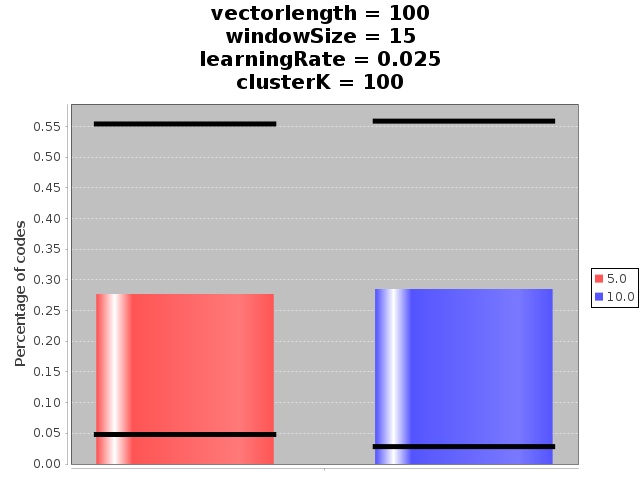 vectorlength = 100
windowSize = 15
learningRate = 0.025
clusterK = 100
Percentage of codes
0.55
0.50
0.45
0.40
0.35
0.30
0.25
0.20
0.15
0.10
0.05
0.00
5.0
10.0